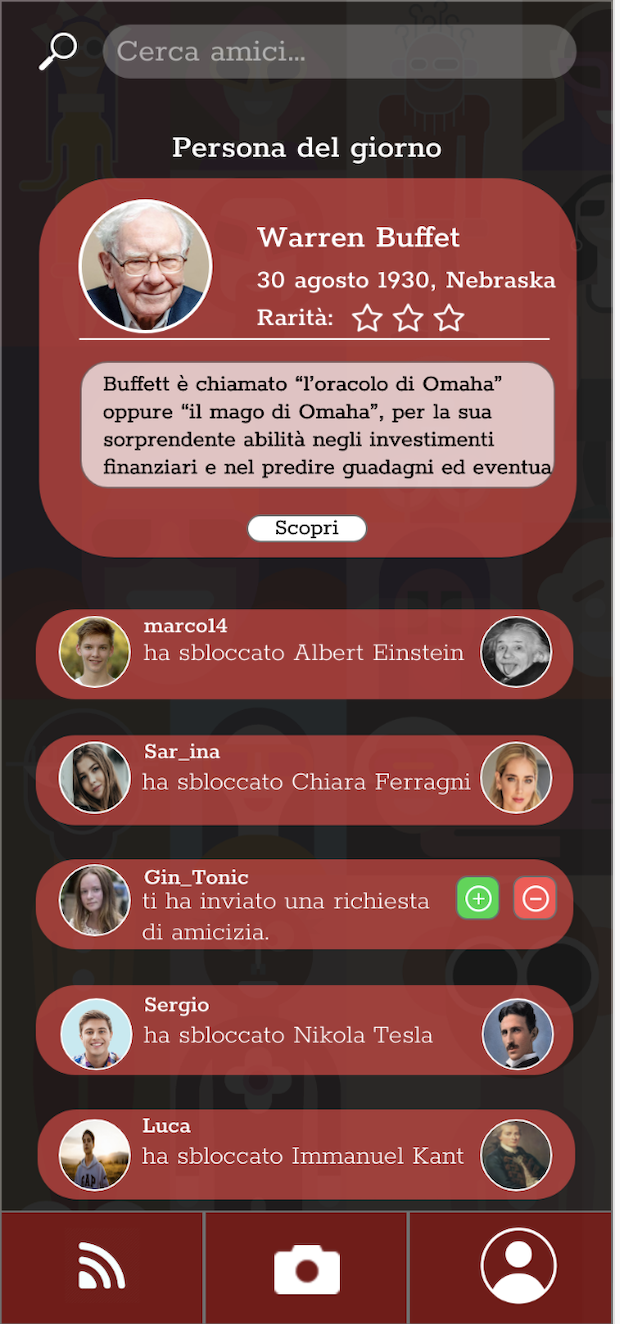 Cerca amici...
Persona del giorno
Warren Buffet
30 agosto 1930, Nebraska
Rarità:
Buffett è chiamato “l’oracolo di Omaha”
oppure “il mago di Omaha”, per la sua
sorprendente abilità negli investimenti
finanziari e nel predire guadagni ed eventua
Scopri
marco14
ha sbloccato Albert Einstein
Sar_ina
ha sbloccato Chiara Ferragni
Gin_Tonic
ti ha inviato una richiesta
di amicizia.
Sergio
ha sbloccato Nikola Tesla
Luca
ha sbloccato Immanuel Kant
GAP